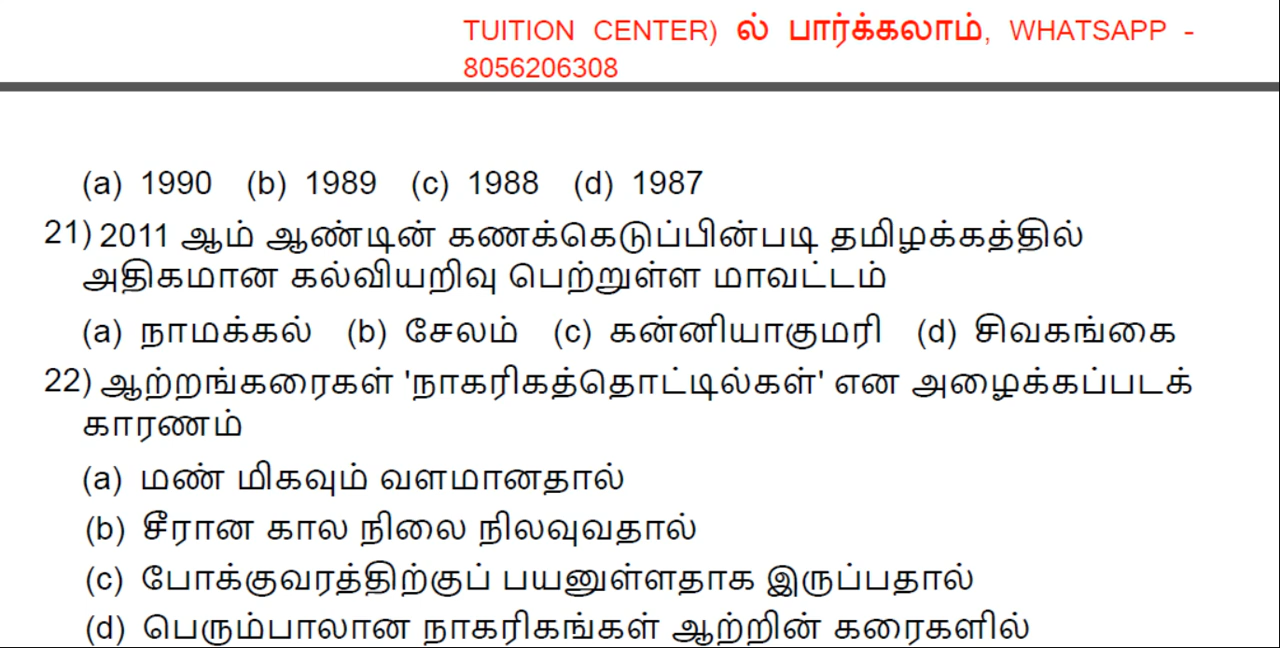 TUITION CENTER) ல் பார்க்கலாம், WHATSAPP -
8056206308
(a) 1990 (b) 1989 (c) 1988 (d) 1987
21) 2011 ஆம் ஆண்டின் கணக்கெடுப்பின்படி தமிழக்கத்தில்
அதிகமான கல்வியறிவு பெற்றுள்ள மாவட்டம்
(a) நாமக்கல் (b) சேலம் (c) கன்னியாகுமரி (d) சிவகங்கை
22) ஆற்றங்கரைகள் 'நாகரிகத்தொட்டில்கள்' என அழைக்கப்படக்
காரணம்
(a) மண் மிகவும் வளமானதால்
(b) சீரான கால நிலை நிலவுவதால்
(c) போக்குவரத்திற்குப் பயனுள்ளதாக இருப்பதால்
(d) பெரும்பாலான நாகரிகங்கள் ஆற்றின் கரைகளில்